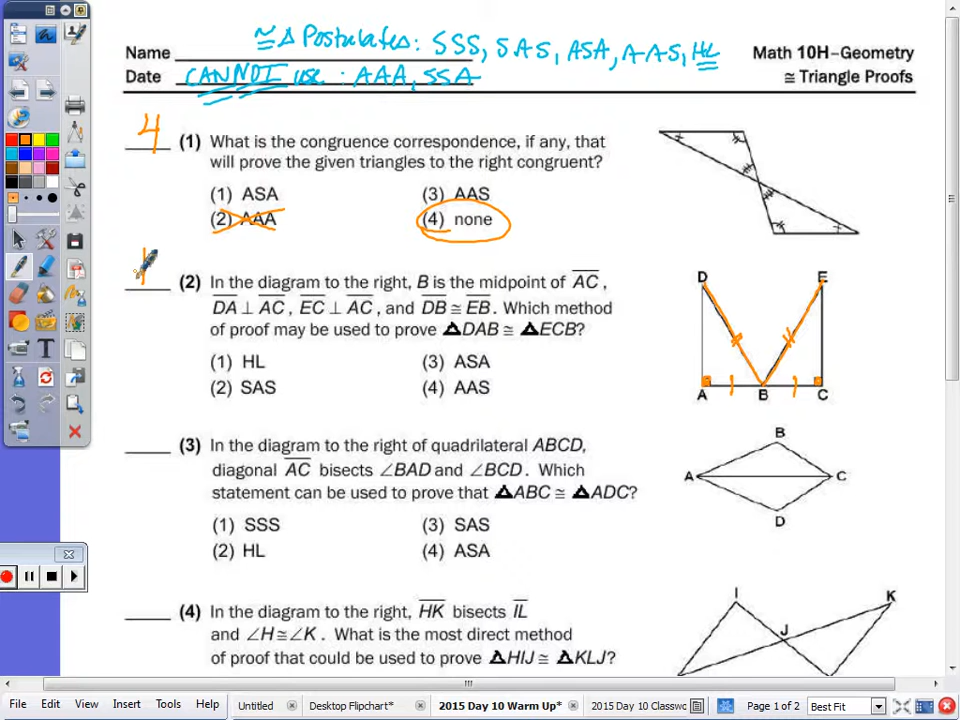 ≅△ Postulates: SSS, SAS, ASA, AAS, HL
Name
Math 10H–Geometry
Date CANNOT use: AAA, SSA
≅ Triangle Proofs
4 (1) What is the congruence correspondence, if any, that
will prove the given triangles to the right congruent?
(1) ASA (3) AAS
(2) AAA (4) none
(2) In the diagram to the right, B is the midpoint of AC,
DA ⊥ AC, EC ⊥ AC, and DB ≅ EB. Which method
of proof may be used to prove △DAB ≅ △ECB?
(1) HL (3) ASA
(2) SAS (4) AAS
D E
A B C
(3) In the diagram to the right of quadrilateral ABCD,
diagonal AC bisects ∠BAD and ∠BCD. Which
statement can be used to prove that △ABC ≅ △ADC?
(1) SSS (3) SAS
(2) HL (4) ASA
B
A C
D
(4) In the diagram to the right, HK bisects IL
and ∠H ≅ ∠K. What is the most direct method
of proof that could be used to prove △HIJ ≅ △KLJ?
I K
J
File Edit View Insert Tools Help Untitled Desktop Flipchart* 2015 Day 10 Warm Up* 2015 Day 10 Classwo Page 1 of 2 Best Fit